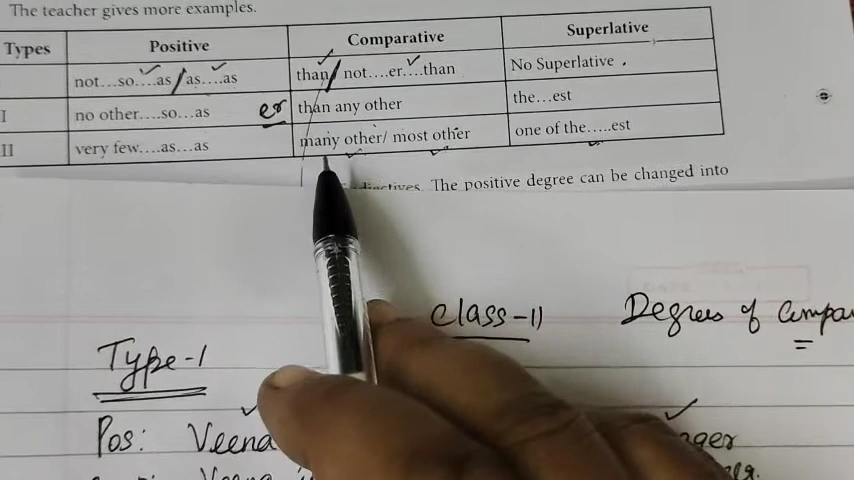 The teacher gives more examples.
Types Positive Comparative Superlative
not...so....as / as....as than / not....er....than No Superlative .
I no other....so...as er than any other the...est
II very few....as...as many other/ most other one of the.....est
The positive degree can be changed into
Class-11 Degrees of
Type-1
Pos: Veena
Veena